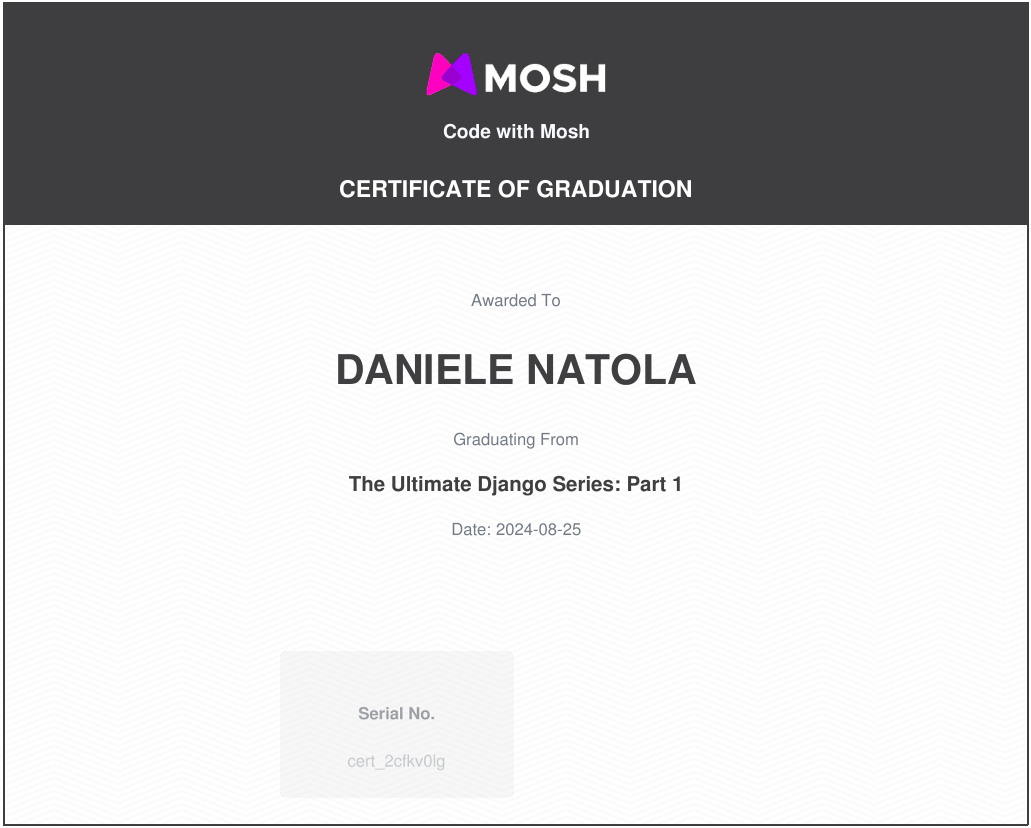 MOSH
Code with Mosh
CERTIFICATE OF GRADUATION
Awarded To
DANIELE NATOLA
Graduating From
The Ultimate Django Series: Part 1
Date: 2024-08-25
Serial No.
cert_2cfkv0lg